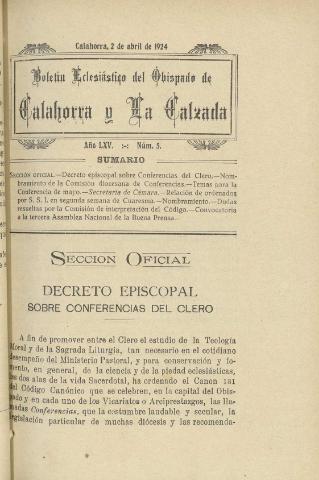 Calahorra, 2 de abril de 1924
Boletín Eclesiástico del Obispado de
Calahorra y La Calzada
Año LXV. :-: Núm. 5.
SUMARIO
SECCIÓN OFICIAL.—Decreto episcopal sobre Conferencias del Clero.—Nom-
bramiento de la Comisión diocesana de Conferencias.—Temas para la
Conferencia de mayo.—Secretaría de Cámara.—Relación de ordenados
por S. S. I. en segunda semana de Cuaresma.—Nombramiento.—Dudas
resueltas por la Comisión de interpretación del Código.—Convocatoria
a la tercera Asamblea Nacional de la Buena Prensa.
SECCION OFICIAL
DECRETO EPISCOPAL
SOBRE CONFERENCIAS DEL CLERO
A fin de promover entre el Clero el estudio de la Teología
Moral y de la Sagrada Liturgia, tan necesario en el cotidiano
desempeño del Ministerio Pastoral, y para conservación y fo-
mento, en general, de la ciencia y de la piedad eclesiásticas,
las dos alas de la vida Sacerdotal, ha ordenado el Canon 131
del Código Canónico que se celebren, en la capital del Obis-
pado y en cada uno de los Vicariatos o Arciprestazgos, las lla-
madas Conferencias, que la costumbre laudable y secular, la
legislación particular de muchas diócesis y las recomenda-